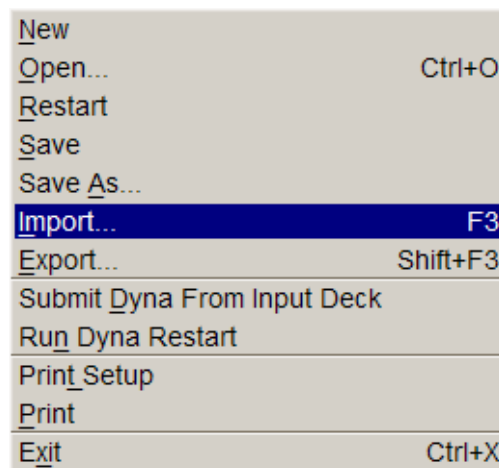 New
Open... Ctrl+O
Restart
Save
Save As...
Import... F3
Export... Shift+F3
Submit Dyna From Input Deck
Run Dyna Restart
Print Setup
Print
Exit Ctrl+X